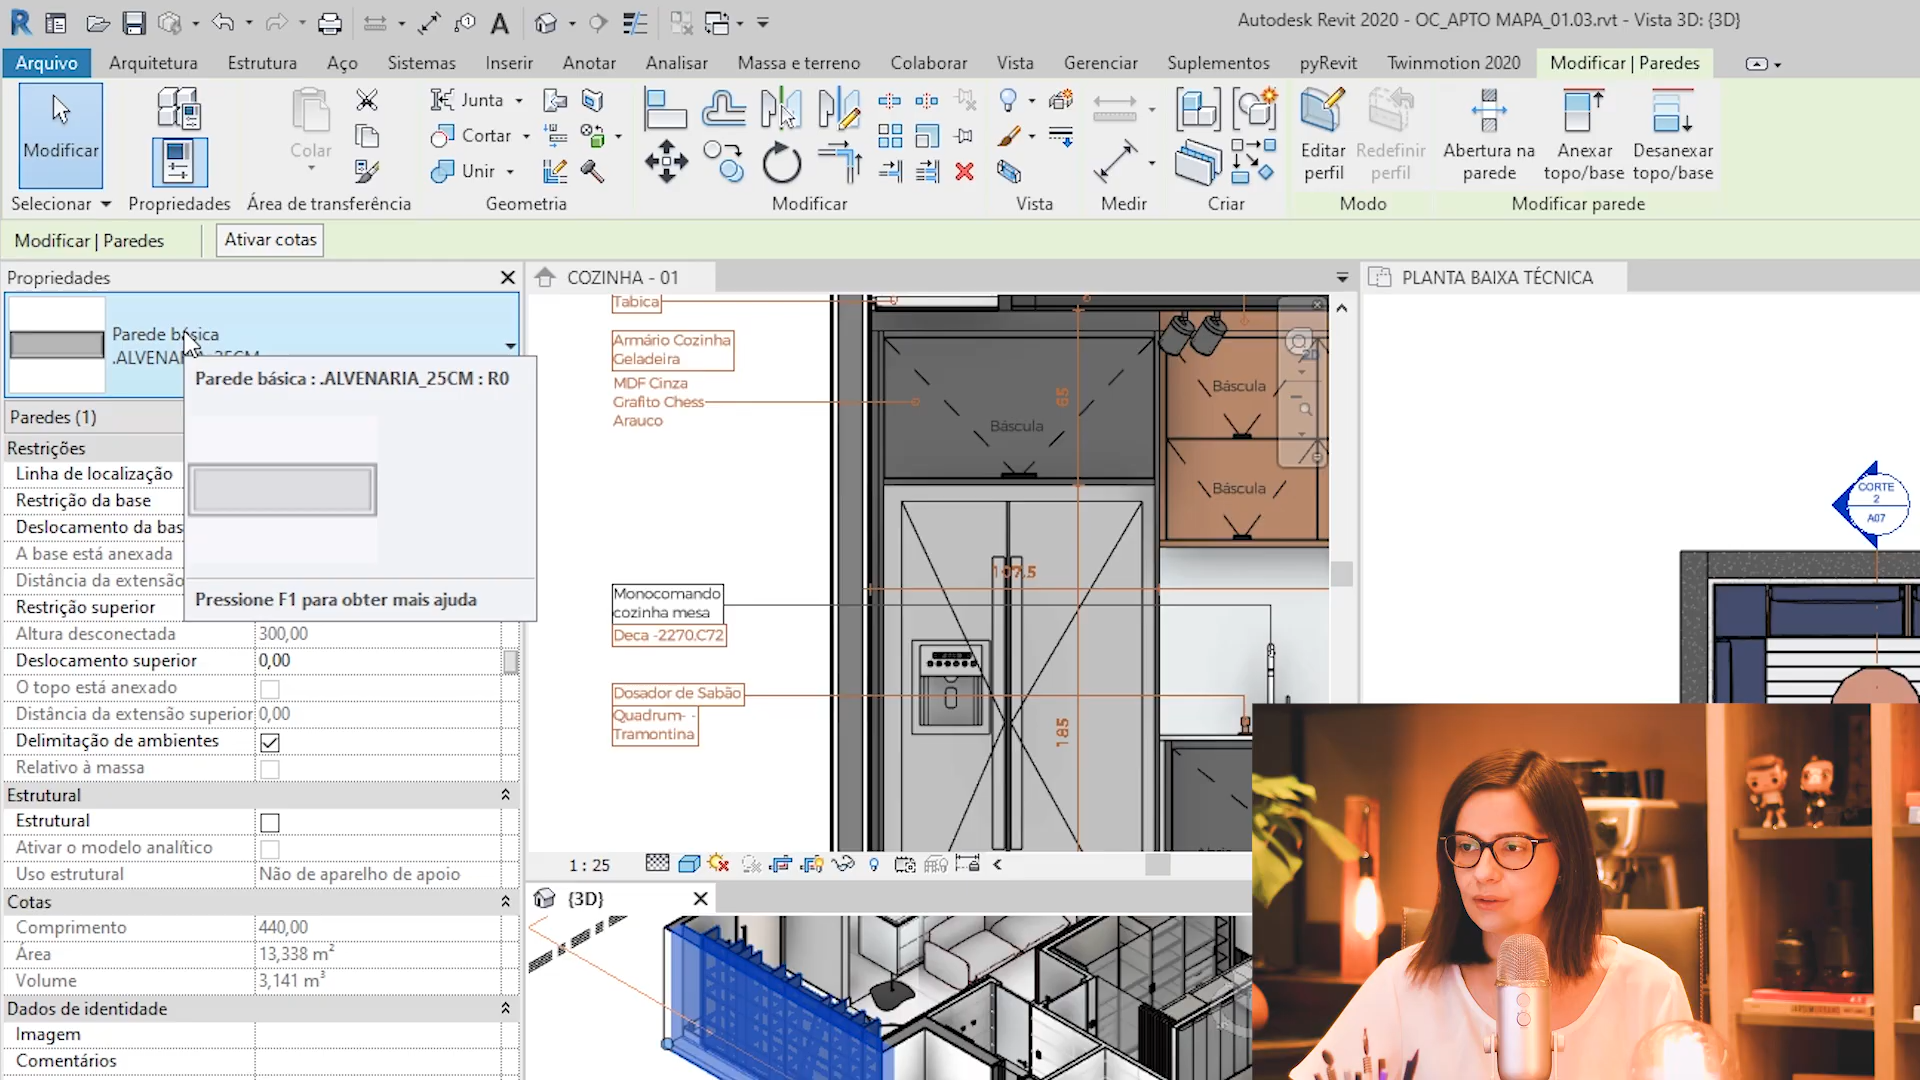 Autodesk Revit 2020 - OC_APTO MAPA_01.03.rvt - Vista 3D: {3D}
Arquivo Arquitetura Estrutura Aço Sistemas Inserir Anotar Analisar Massa e terreno Colaborar Vista Gerenciar Suplementos pyRevit Twinmotion 2020 Modificar | Paredes
Modificar
Colar
Junta
Cortar
Unir
Editar perfil
Redefinir perfil
Abertura na parede
Anexar topo/base
Desanexar topo/base
Selecionar Propriedades Área de transferência Geometria Modificar Vista Medir Criar Modo Modificar parede
Modificar | Paredes Ativar cotas
Propriedades
Parede básica
Parede básica : .ALVENARIA_25CM : R0
Pressione F1 para obter mais ajuda
Paredes (1)
Restrições
Linha de localização
Restrição da base
Deslocamento da bas
A base está anexada
Distância da extensão
Restrição superior
Altura desconectada 300,00
Deslocamento superior 0,00
O topo está anexado
Distância da extensão superior 0,00
Delimitação de ambientes
Relativo à massa
Estrutural
Estrutural
Ativar o modelo analítico
Uso estrutural Não de aparelho de apoio
Cotas
Comprimento 440,00
Área 13,338 m²
Volume 3,141 m³
Dados de identidade
Imagem
Comentários
COZINHA - 01
Tabica
Armário Cozinha
Geladeira
MDF Cinza
Grafito Chess
Arauco
Monocomando
cozinha mesa
Deca -2270.C72
Dosador de Sabão
Quadrum- -
Tramontina
Báscula
Báscula
Báscula
65
107.5
185
2D
1 : 25
{3D}
PLANTA BAIXA TÉCNICA
CORTE
2
A07